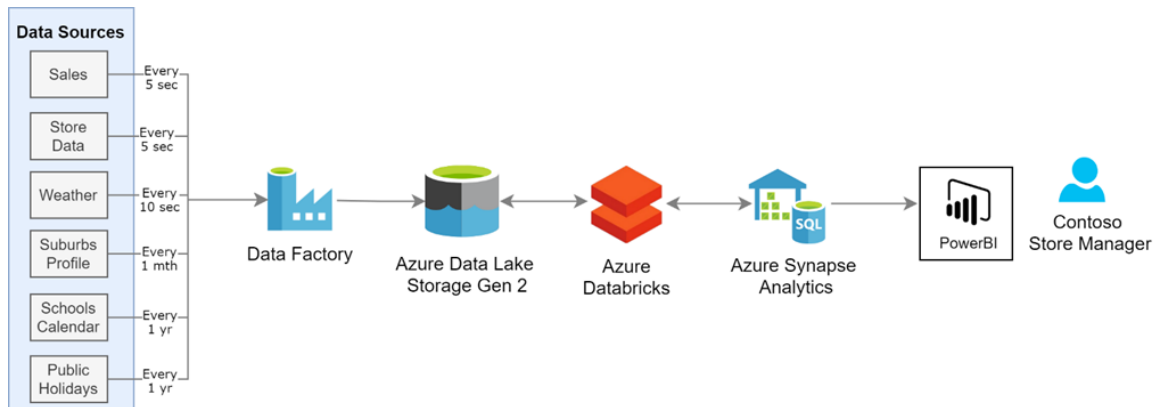 Data Sources
Sales
Every
5 sec
Store
Data
Every
5 sec
Weather
Every
10 sec
Suburbs
Profile
Every
1 mth
Schools
Calendar
Every
1 yr
Public
Holidays
Every
1 yr
Data Factory
Azure Data Lake
Storage Gen 2
Azure
Databricks
SQL
Azure Synapse
Analytics
PowerBI
Contoso
Store Manager